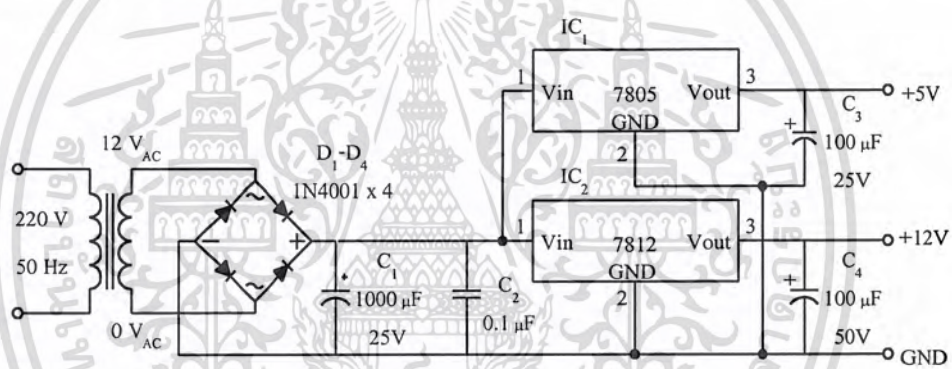 IC1
1
Vin
7805
Vout
3
GND
2
+5V
C3
+
100 μF
25V
12 VAC
D1-D4
1N4001 x 4
220 V
50 Hz
0 VAC
~
−
+
~
+
C1
1000 μF
25V
C2
0.1 μF
IC2
1
Vin
7812
Vout
3
GND
2
+12V
C4
+
100 μF
50V
GND